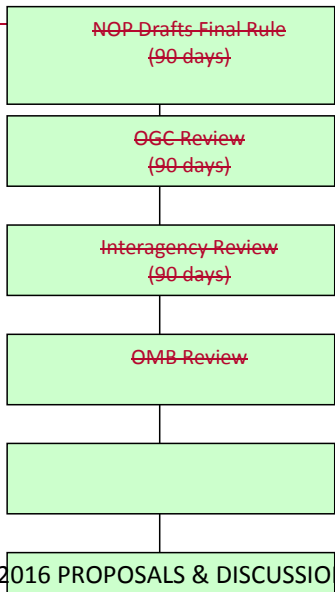 NOP Drafts Final Rule
(90 days)
OGC Review
(90 days)
Interagency Review
(90 days)
OMB Review
2016 PROPOSALS & DISCUSSIO